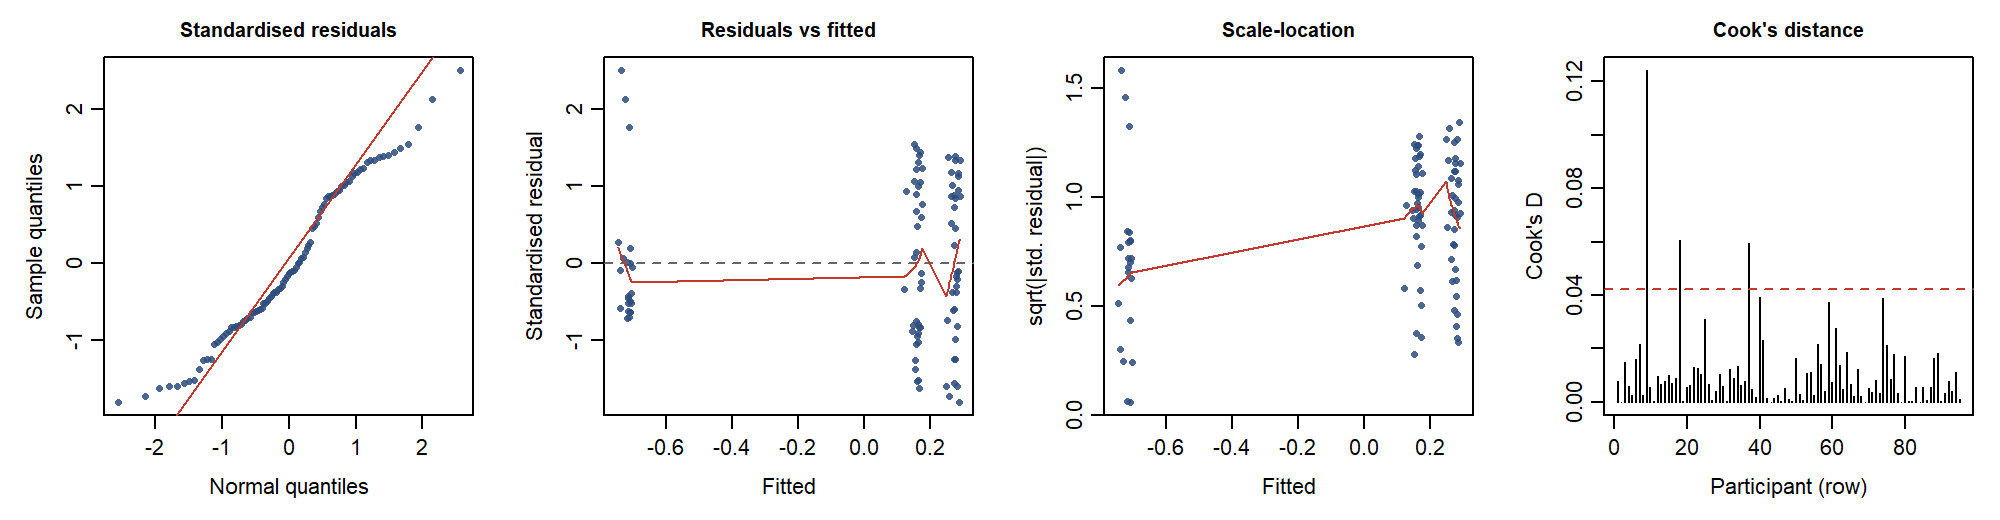 Standardised residuals
Sample quantiles
2
1
0
-1
-2 -1 0 1 2
Normal quantiles
Residuals vs fitted
Standardised residual
2
1
0
-1
-0.6 -0.4 -0.2 0.0 0.2
Fitted
Scale-location
sqrt(|std. residual|)
1.5
1.0
0.5
0.0
-0.6 -0.4 -0.2 0.0 0.2
Fitted
Cook's distance
Cook's D
0.12
0.08
0.04
0.00
0 20 40 60 80
Participant (row)